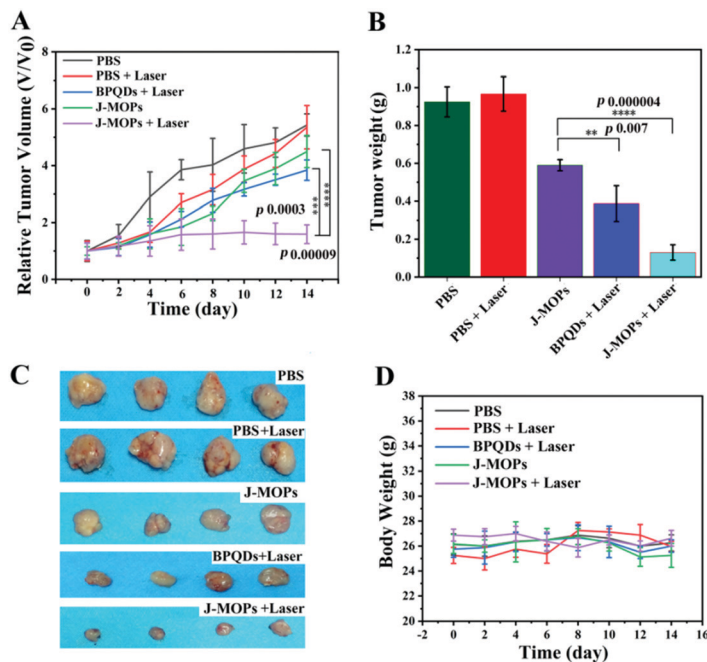 A
Relative Tumor Volume (V/V0)
8
6
4
2
0
PBS
PBS + Laser
BPQDs + Laser
J-MOPs
J-MOPs + Laser
***
****
p 0.0003
p 0.00009
0 2 4 6 8 10 12 14
Time (day)
B
Tumor weight (g)
1.2
1.0
0.8
0.6
0.4
0.2
0.0
p 0.000004
****
** p 0.007
PBS
PBS + Laser
J-MOPs
BPQDs + Laser
J-MOPs + Laser
C
PBS
PBS+Laser
J-MOPs
BPQDs+Laser
J-MOPs +Laser
D
Body Weight (g)
38
36
34
32
30
28
26
24
22
20
PBS
PBS + Laser
BPQDs + Laser
J-MOPs
J-MOPs + Laser
-2 0 2 4 6 8 10 12 14 16
Time (day)